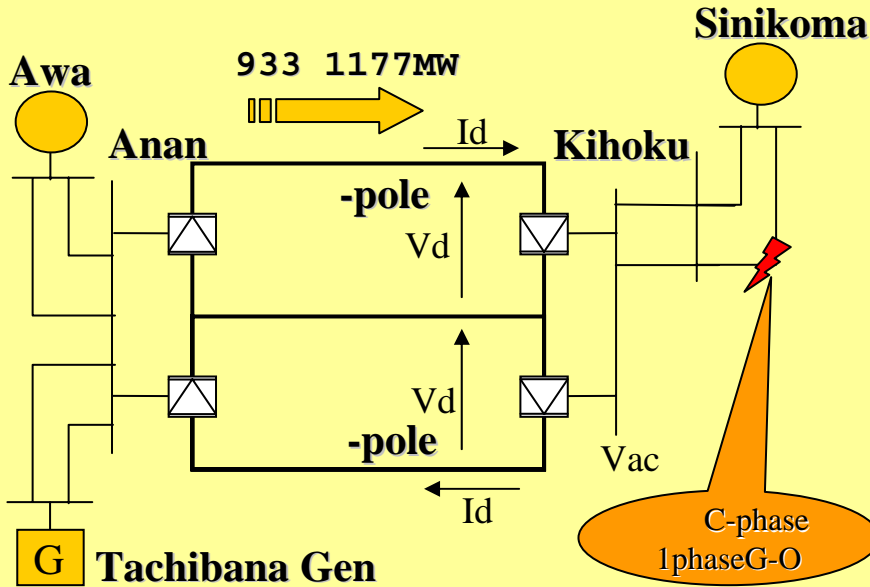 Sinikoma
Awa
933 1177MW
Anan
Id
Kihoku
-pole
Vd
Vd
-pole
Vac
Id
C-phase
1phaseG-O
G
Tachibana Gen